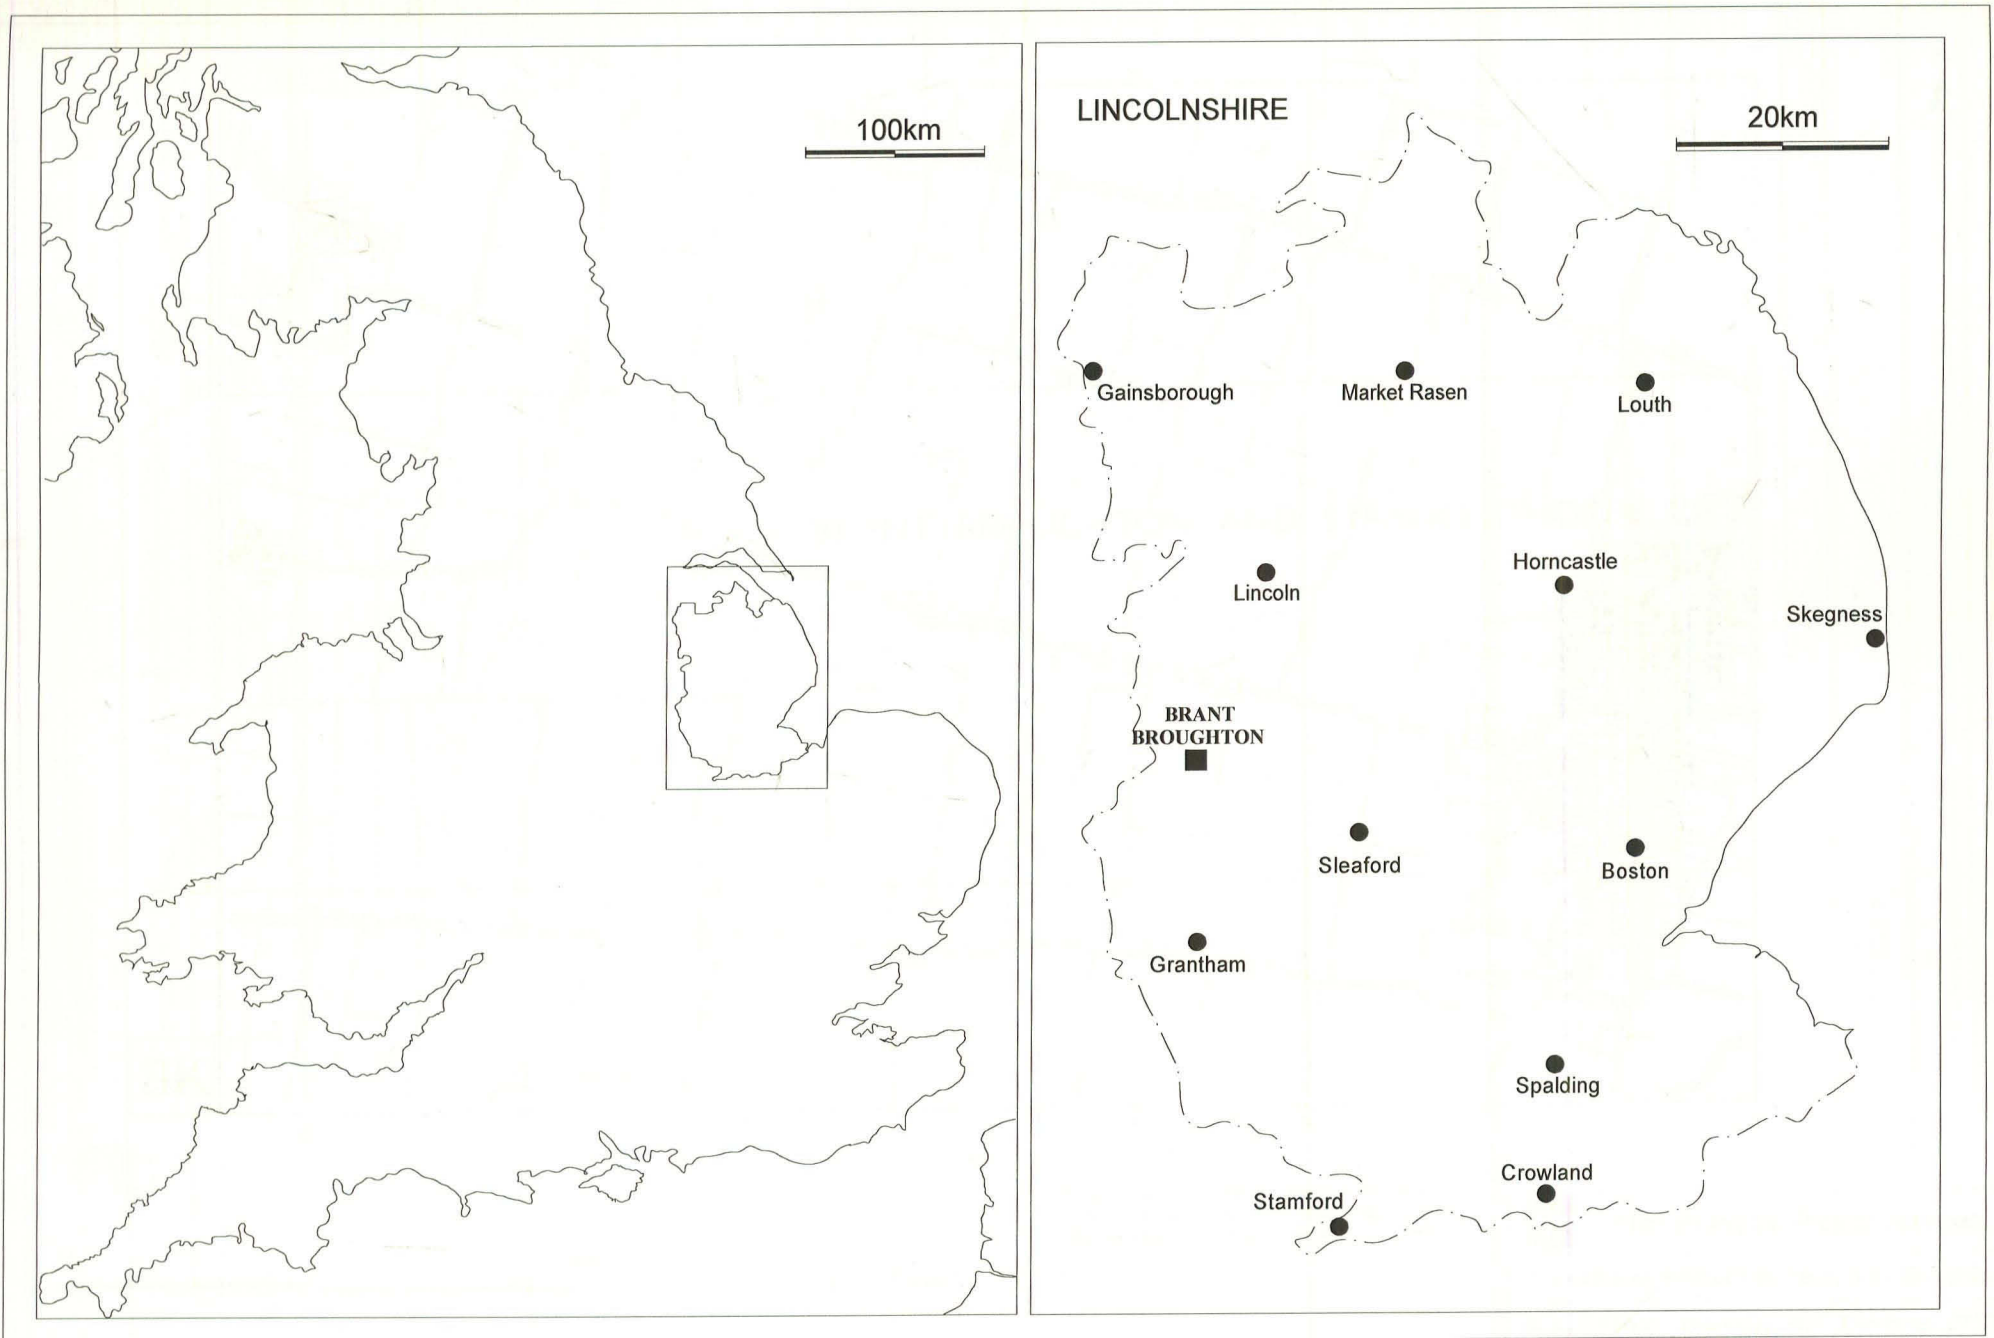 100km
LINCOLNSHIRE
20km
Gainsborough
Market Rasen
Louth
Lincoln
Horncastle
Skegness
BRANT
BROUGHTON
Sleaford
Boston
Grantham
Spalding
Crowland
Stamford